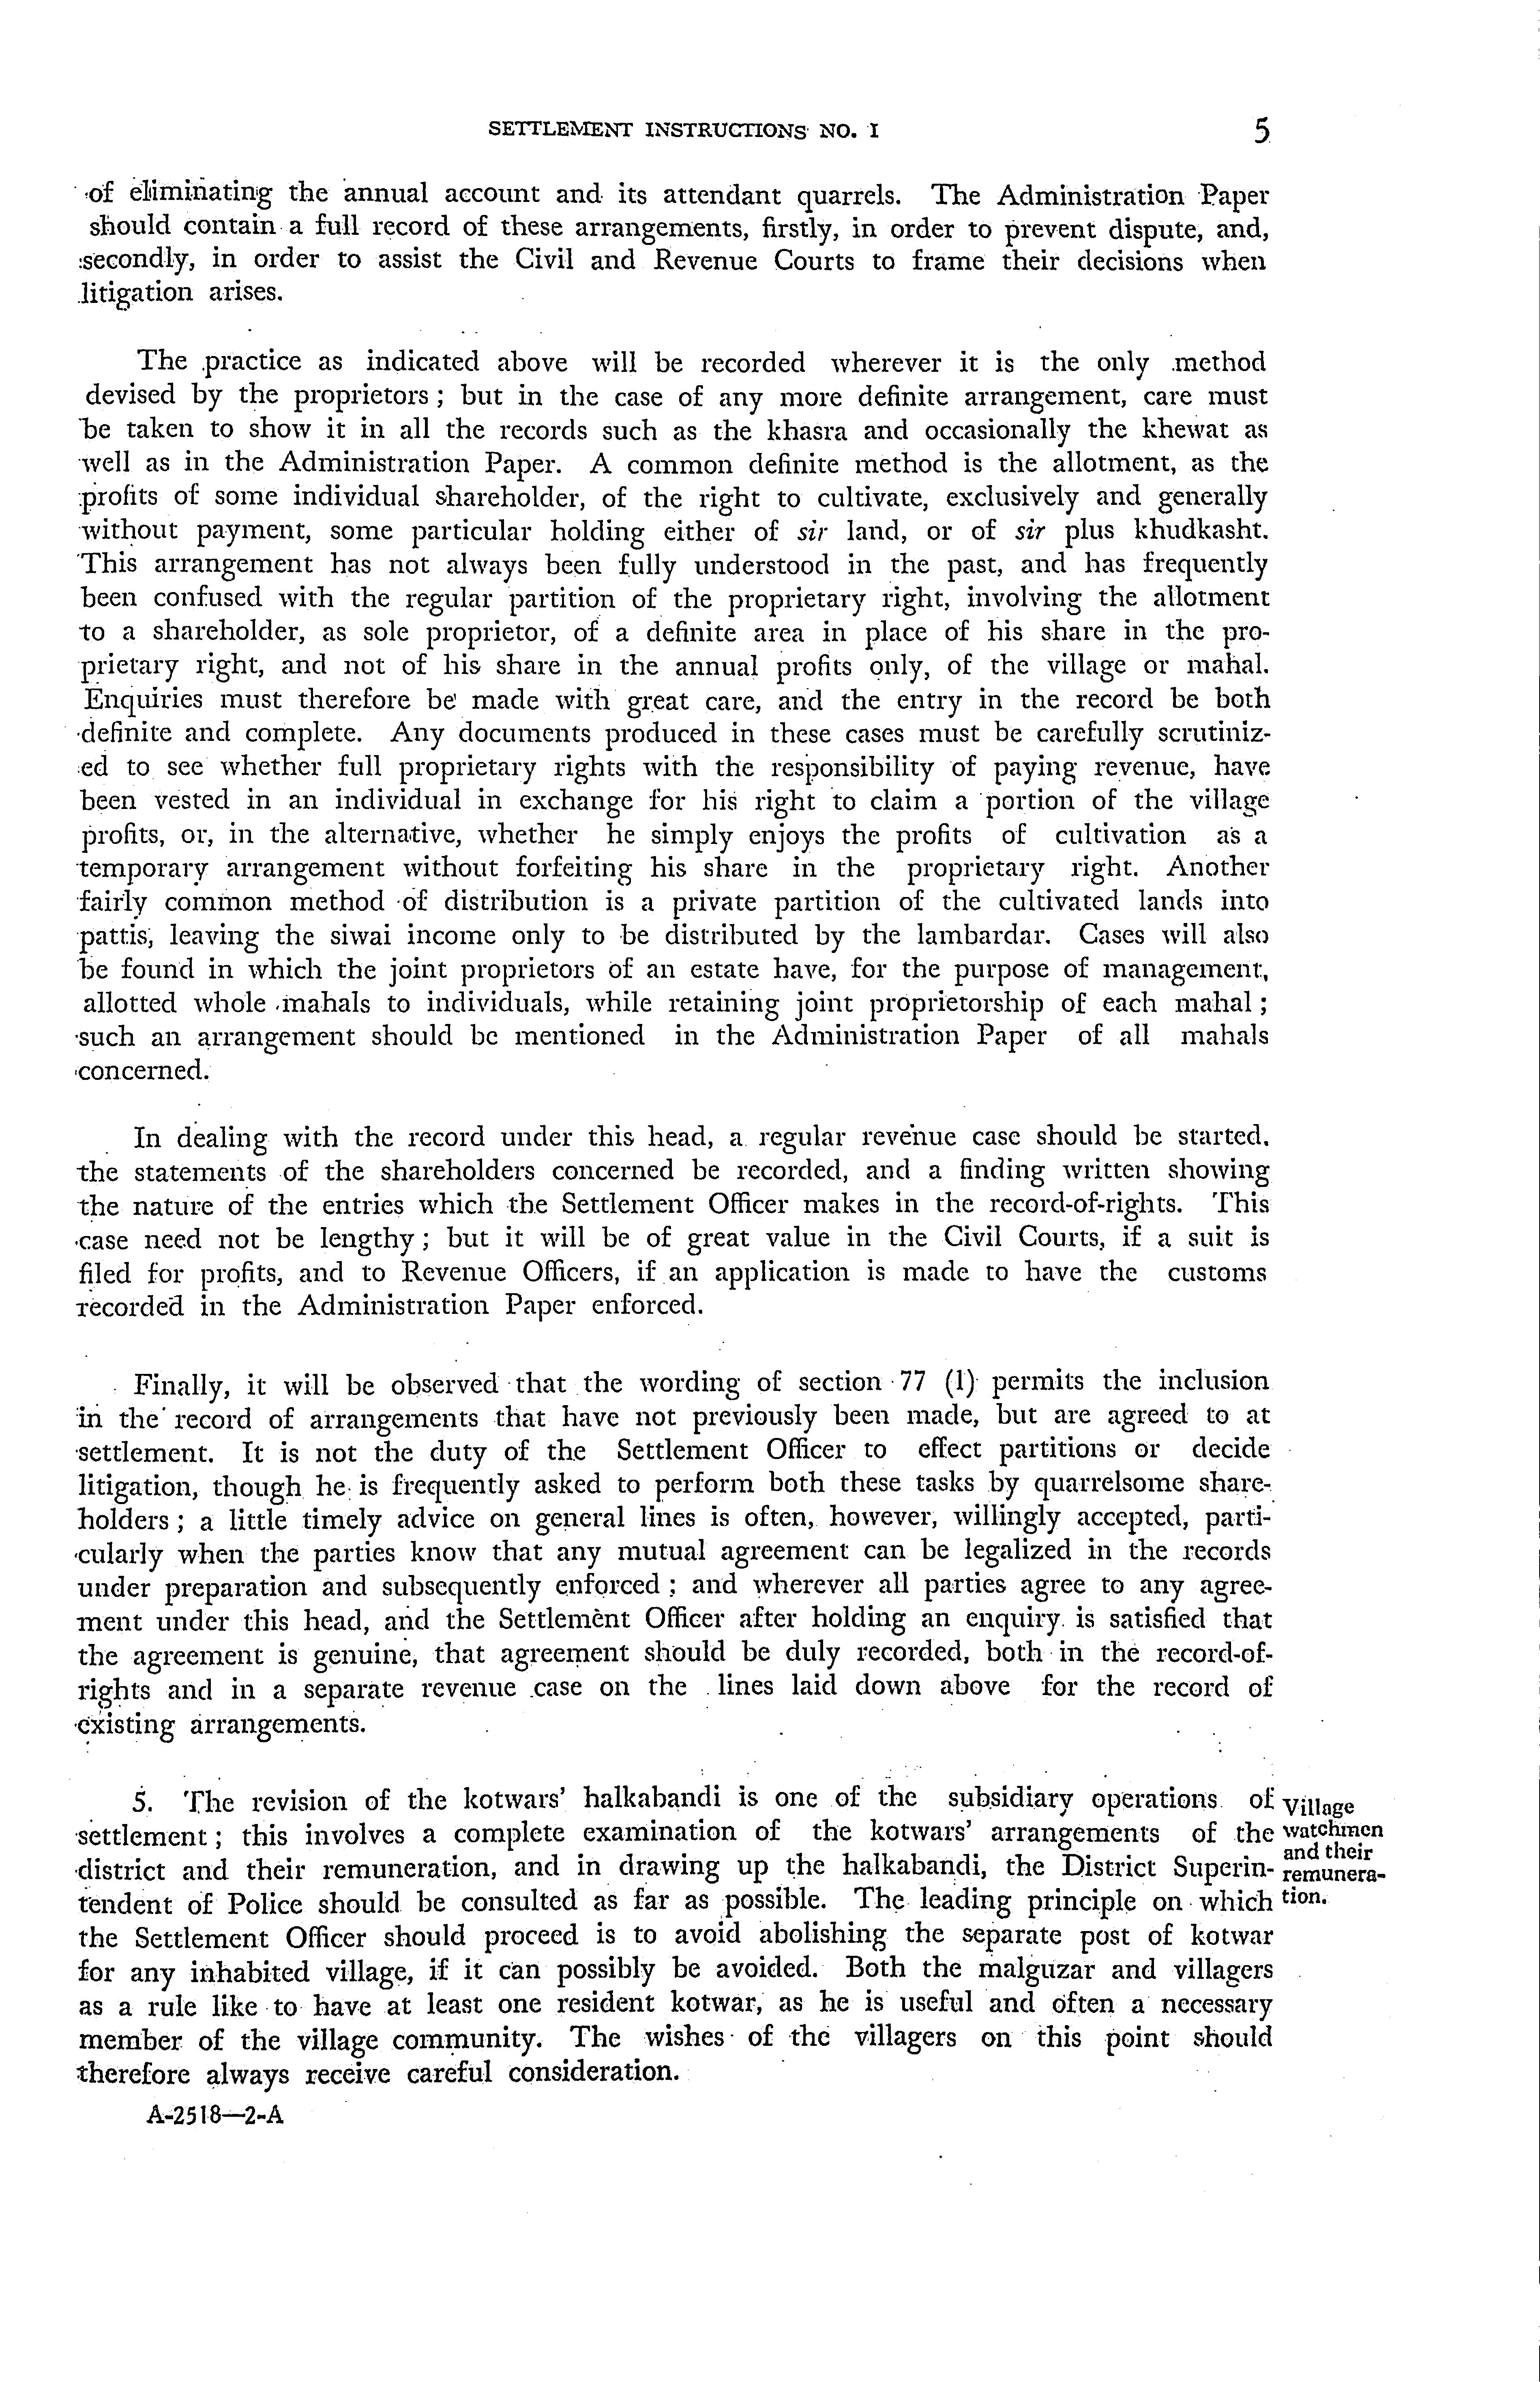 SETTLEMENT INSTRUCTIONS NO. I 5
of eliminating the annual account and its attendant quarrels. The Administration Paper
should contain a full record of these arrangements, firstly, in order to prevent dispute, and,
secondly, in order to assist the Civil and Revenue Courts to frame their decisions when
litigation arises.
The practice as indicated above will be recorded wherever it is the only method
devised by the proprietors ; but in the case of any more definite arrangement, care must
be taken to show it in all the records such as the khasra and occasionally the khewat as
well as in the Administration Paper. A common definite method is the allotment, as the
profits of some individual shareholder, of the right to cultivate, exclusively and generally
without payment, some particular holding either of sir land, or of sir plus khudkasht.
This arrangement has not always been fully understood in the past, and has frequently
been confused with the regular partition of the proprietary right, involving the allotment
to a shareholder, as sole proprietor, of a definite area in place of his share in the pro-
prietary right, and not of his share in the annual profits only, of the village or mahal.
Enquiries must therefore be made with great care, and the entry in the record be both
definite and complete. Any documents produced in these cases must be carefully scrutiniz-
ed to see whether full proprietary rights with the responsibility of paying revenue, have
been vested in an individual in exchange for his right to claim a portion of the village
profits, or, in the alternative, whether he simply enjoys the profits of cultivation as a
temporary arrangement without forfeiting his share in the proprietary right. Another
fairly common method of distribution is a private partition of the cultivated lands into
pattis, leaving the siwai income only to be distributed by the lambardar. Cases will also
be found in which the joint proprietors of an estate have, for the purpose of management,
allotted whole mahals to individuals, while retaining joint proprietorship of each mahal ;
such an arrangement should be mentioned in the Administration Paper of all mahals
concerned.
In dealing with the record under this head, a regular revenue case should be started,
the statements of the shareholders concerned be recorded, and a finding written showing
the nature of the entries which the Settlement Officer makes in the record-of-rights. This
case need not be lengthy ; but it will be of great value in the Civil Courts, if a suit is
filed for profits, and to Revenue Officers, if an application is made to have the customs
recorded in the Administration Paper enforced.
Finally, it will be observed that the wording of section 77 (1) permits the inclusion
in the record of arrangements that have not previously been made, but are agreed to at
settlement. It is not the duty of the Settlement Officer to effect partitions or decide
litigation, though he is frequently asked to perform both these tasks by quarrelsome share-
holders ; a little timely advice on general lines is often, however, willingly accepted, parti-
cularly when the parties know that any mutual agreement can be legalized in the records
under preparation and subsequently enforced ; and wherever all parties agree to any agree-
ment under this head, and the Settlement Officer after holding an enquiry is satisfied that
the agreement is genuine, that agreement should be duly recorded, both in the record-of-
rights and in a separate revenue case on the lines laid down above for the record of
existing arrangements.
5. The revision of the kotwars' halkabandi is one of the subsidiary operations of
settlement ; this involves a complete examination of the kotwars' arrangements of the
district and their remuneration, and in drawing up the halkabandi, the District Superin-
tendent of Police should be consulted as far as possible. The leading principle on which
the Settlement Officer should proceed is to avoid abolishing the separate post of kotwar
for any inhabited village, if it can possibly be avoided. Both the malguzar and villagers
as a rule like to have at least one resident kotwar, as he is useful and often a necessary
member of the village community. The wishes of the villagers on this point should
therefore always receive careful consideration.
Village
watchmen
and their
remunera-
tion.
A-2518—2-A